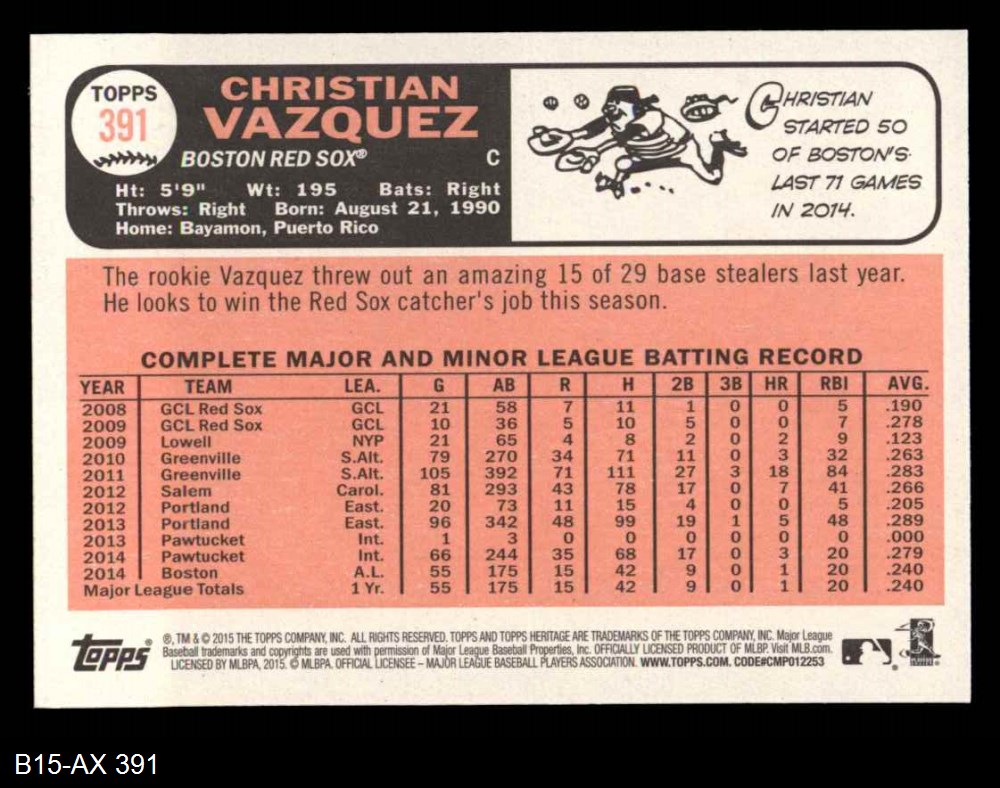 TOPPS
391
CHRISTIAN
VAZQUEZ
BOSTON RED SOX® C
Ht: 5'9" Wt: 195 Bats: Right
Throws: Right Born: August 21, 1990
Home: Bayamon, Puerto Rico
CHRISTIAN
STARTED 50
OF BOSTON'S
LAST 71 GAMES
IN 2014.
The rookie Vazquez threw out an amazing 15 of 29 base stealers last year.
He looks to win the Red Sox catcher's job this season.
COMPLETE MAJOR AND MINOR LEAGUE BATTING RECORD
YEAR TEAM LEA. G AB R H 2B 3B HR RBI AVG.
2008 GCL Red Sox GCL 21 58 7 11 1 0 0 5 .190
2009 GCL Red Sox GCL 10 36 5 10 5 0 0 7 .278
2009 Lowell NYP 21 65 4 8 2 0 2 9 .123
2010 Greenville S.Alt. 79 270 34 71 11 0 3 32 .263
2011 Greenville S.Alt. 105 392 71 111 27 3 18 84 .283
2012 Salem Carol. 81 293 43 78 17 0 7 41 .266
2012 Portland East. 20 73 11 15 4 0 0 5 .205
2013 Portland East. 96 342 48 99 19 1 5 48 .289
2013 Pawtucket Int. 1 3 0 0 0 0 0 0 .000
2014 Pawtucket Int. 66 244 35 68 17 0 3 20 .279
2014 Boston A.L. 55 175 15 42 9 0 1 20 .240
Major League Totals 1 Yr. 55 175 15 42 9 0 1 20 .240
Topps®
®, TM & © 2015 THE TOPPS COMPANY, INC. ALL RIGHTS RESERVED. TOPPS AND TOPPS HERITAGE ARE TRADEMARKS OF THE TOPPS COMPANY, INC. Major League
Baseball trademarks and copyrights are used with permission of Major League Baseball Properties, Inc. OFFICIALLY LICENSED PRODUCT OF MLBP. Visit MLB.com.
LICENSED BY MLBPA, 2015. © MLBPA. OFFICIAL LICENSEE – MAJOR LEAGUE BASEBALL PLAYERS ASSOCIATION. WWW.TOPPS.COM. CODE#CMP012253
B15-AX 391